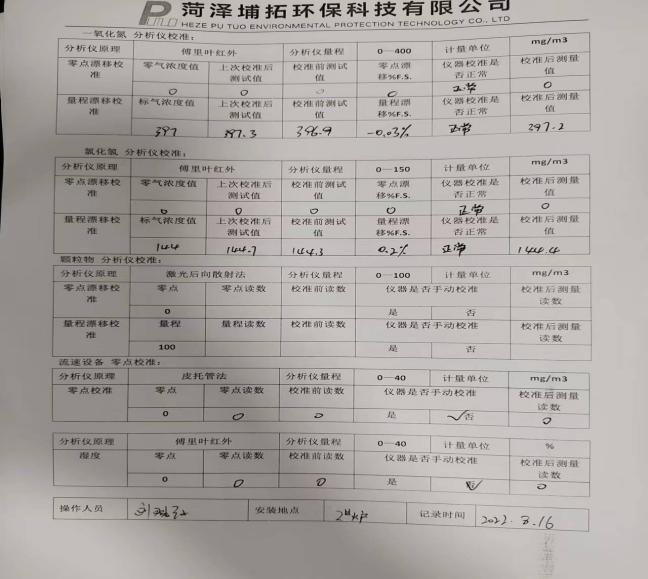 菏泽埔拓环保科技有限公司
HEZE PU TUO ENVIRONMENTAL PROTECTION TECHNOLOGY CO., LTD
一氧化氮 分析仪校准:
分析仪原理 傅里叶红外 分析仪量程 0—400 计量单位 mg/m3
零点漂移校准 零气浓度值 上次校准后测试值 校准前测试值 零点漂移%F.S. 仪器校准是否正常 校准后测量值
0 0 0 0 正常 0
量程漂移校准 标气浓度值 上次校准后测试值 校准前测试值 量程漂移%F.S. 仪器校准是否正常 校准后测量值
397 397.3 396.9 -0.03% 正常 397.2
氯化氢 分析仪校准:
分析仪原理 傅里叶红外 分析仪量程 0—150 计量单位 mg/m3
零点漂移校准 零气浓度值 上次校准后测试值 校准前测试值 零点漂移%F.S. 仪器校准是否正常 校准后测量值
0 0 0 0 正常 0
量程漂移校准 标气浓度值 上次校准后测试值 校准前测试值 量程漂移%F.S. 仪器校准是否正常 校准后测量值
144 144.7 144.3 0.2% 正常 144.4
颗粒物 分析仪校准:
分析仪原理 激光后向散射法 分析仪量程 0—100 计量单位 mg/m3
零点漂移校准 零点 零点读数 校准前读数 仪器是否手动校准 校准后测量读数
0 是 否
量程漂移校准 量程 量程读数 校准前读数 仪器是否手动校准 校准后测量读数
100 是 否
流速设备 零点校准:
分析仪原理 皮托管法 分析仪量程 0—40 计量单位 mg/m3
零点校准 零点 零点读数 校准前读数 仪器是否手动校准 校准后测量读数
0 0 0 是 ✓否 0
分析仪原理 傅里叶红外 分析仪量程 0—40 计量单位 %
湿度 零点 零点读数 校准前读数 仪器是否手动校准 校准后测量读数
0 0 0 是 否 0
操作人员 安装地点 2#炉 记录时间 2022.8.16